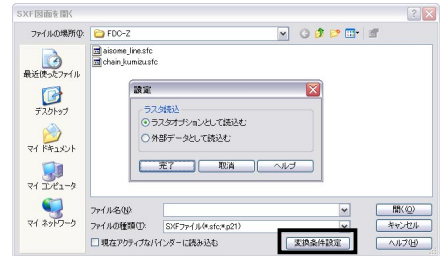 SXF図面を開く
ファイルの場所(I):
FDC-Z
aisome_line.sfc
chain_kumizu.sfc
最近使ったファイル
デスクトップ
マイ ドキュメント
マイ コンピュータ
マイ ネットワーク
設定
ラスタ読込
ラスタオプションとして読込む
外部データとして読込む
完了
取消
ヘルプ
ファイル名(N):
開く(O)
ファイルの種類(T):
SXFファイル(*.sfc;*.p21)
キャンセル
現在アクティブなバインダーに読み込む
変換条件設定
ヘルプ(H)